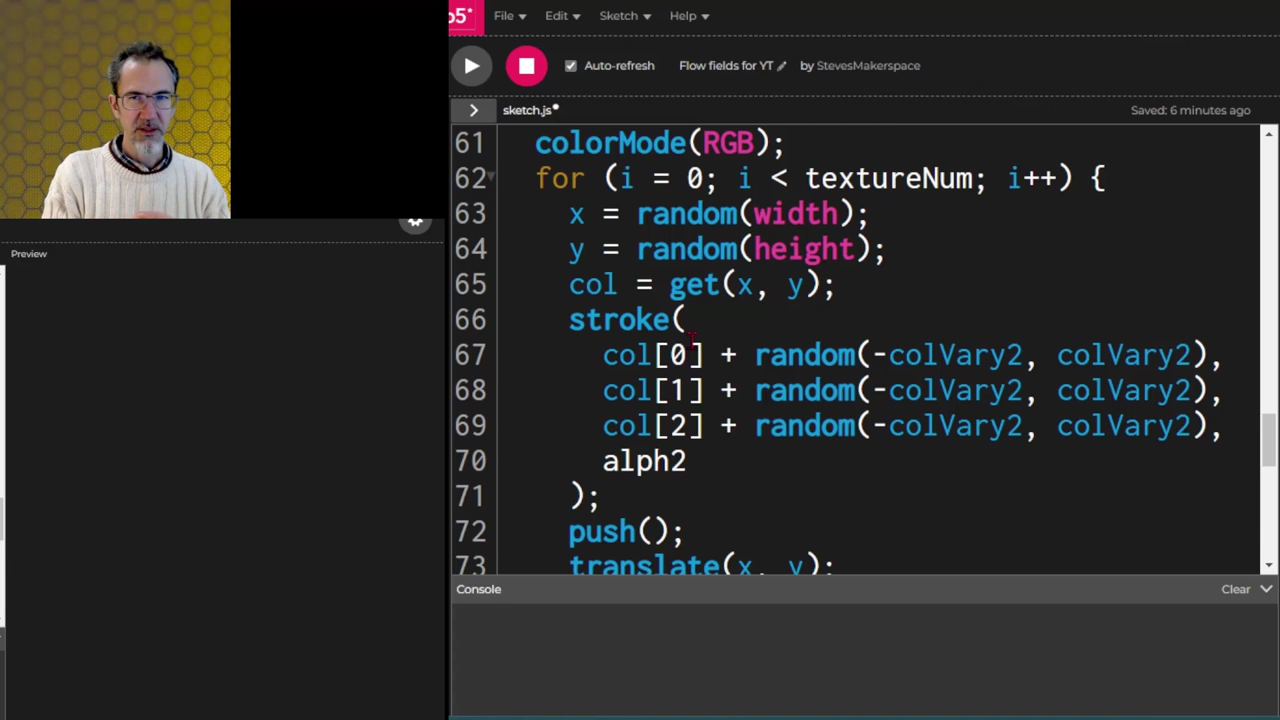 p5* File Edit Sketch Help
Auto-refresh Flow fields for YT by StevesMakerspace
> sketch.js• Saved: 6 minutes ago
Preview
61 colorMode(RGB);
62 for (i = 0; i < textureNum; i++) {
63 x = random(width);
64 y = random(height);
65 col = get(x, y);
66 stroke(
67 col[0] + random(-colVary2, colVary2),
68 col[1] + random(-colVary2, colVary2),
69 col[2] + random(-colVary2, colVary2),
70 alph2
71 );
72 push();
73 translate(x, y);
Console Clear